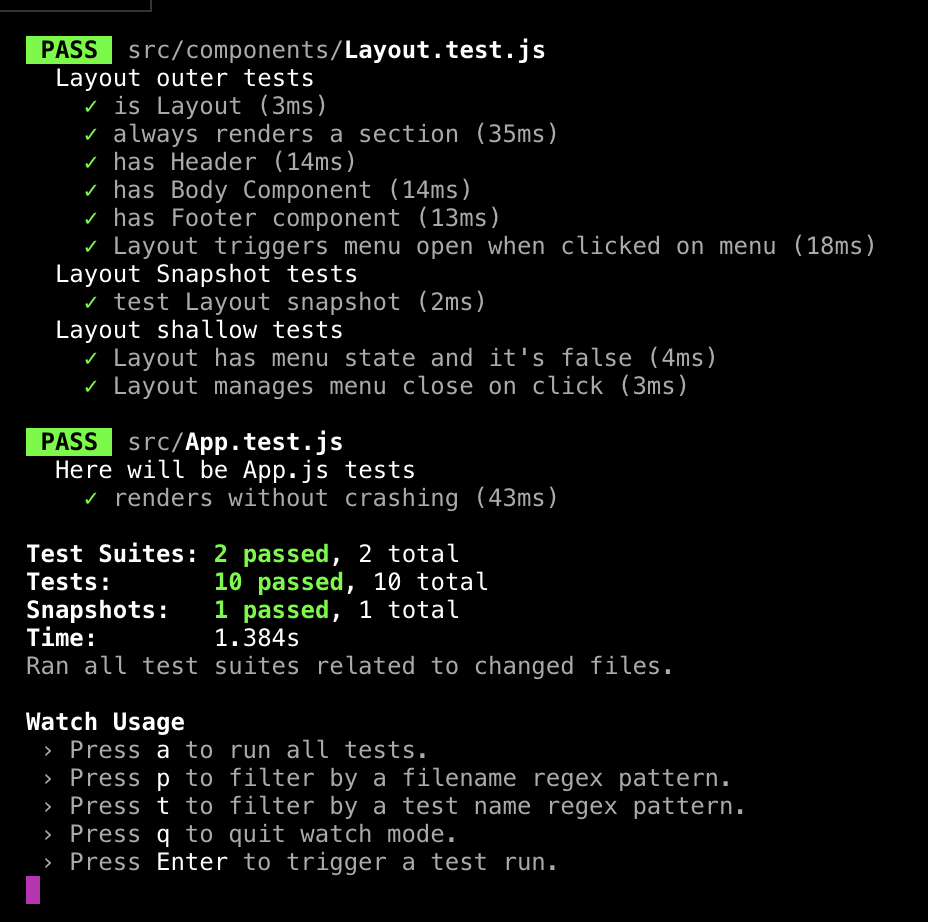 PASS src/components/Layout.test.js
Layout outer tests
✓ is Layout (3ms)
✓ always renders a section (35ms)
✓ has Header (14ms)
✓ has Body Component (14ms)
✓ has Footer component (13ms)
✓ Layout triggers menu open when clicked on menu (18ms)
Layout Snapshot tests
✓ test Layout snapshot (2ms)
Layout shallow tests
✓ Layout has menu state and it's false (4ms)
✓ Layout manages menu close on click (3ms)
PASS src/App.test.js
Here will be App.js tests
✓ renders without crashing (43ms)
Test Suites: 2 passed, 2 total
Tests: 10 passed, 10 total
Snapshots: 1 passed, 1 total
Time: 1.384s
Ran all test suites related to changed files.
Watch Usage
› Press a to run all tests.
› Press p to filter by a filename regex pattern.
› Press t to filter by a test name regex pattern.
› Press q to quit watch mode.
› Press Enter to trigger a test run.